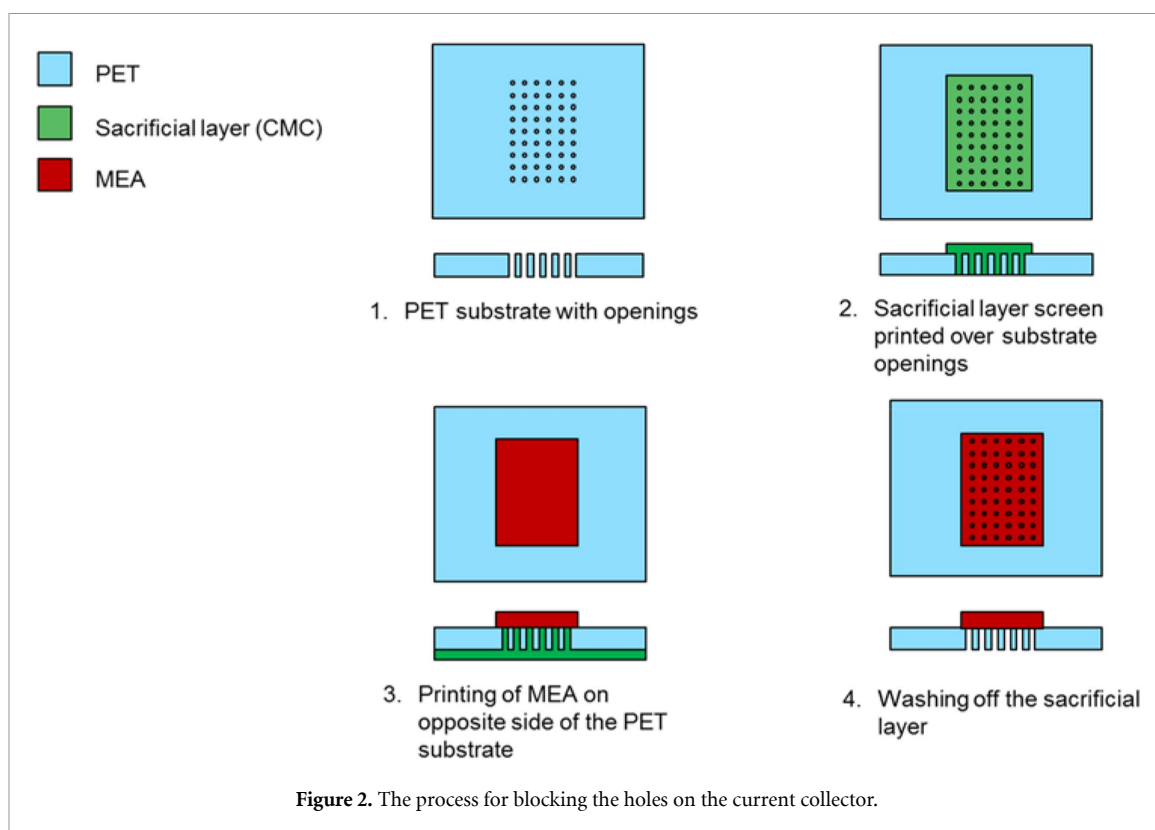 PET
Sacrificial layer (CMC)
MEA
1. PET substrate with openings
2. Sacrificial layer screen
printed over substrate
openings
3. Printing of MEA on
opposite side of the PET
substrate
4. Washing off the sacrificial
layer
Figure 2. The process for blocking the holes on the current collector.